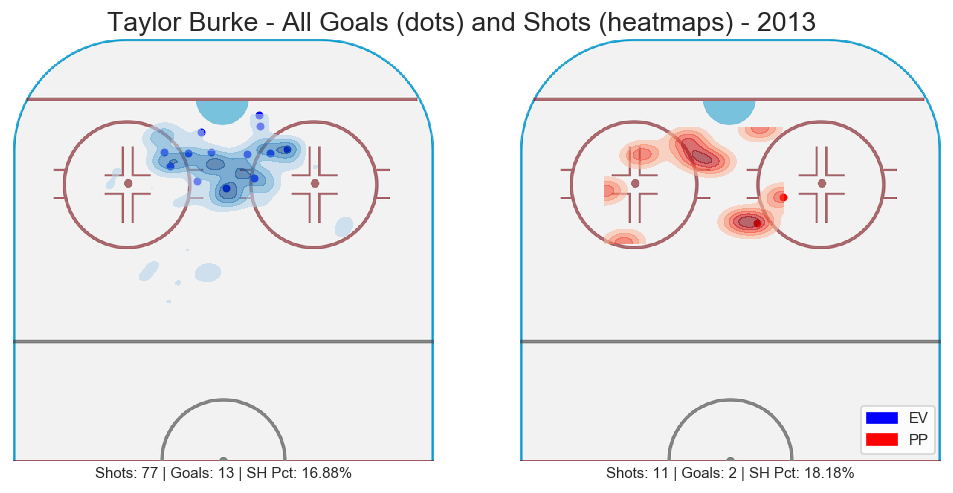 Taylor Burke - All Goals (dots) and Shots (heatmaps) - 2013
EV
PP
Shots: 77 | Goals: 13 | SH Pct: 16.88%
Shots: 11 | Goals: 2 | SH Pct: 18.18%